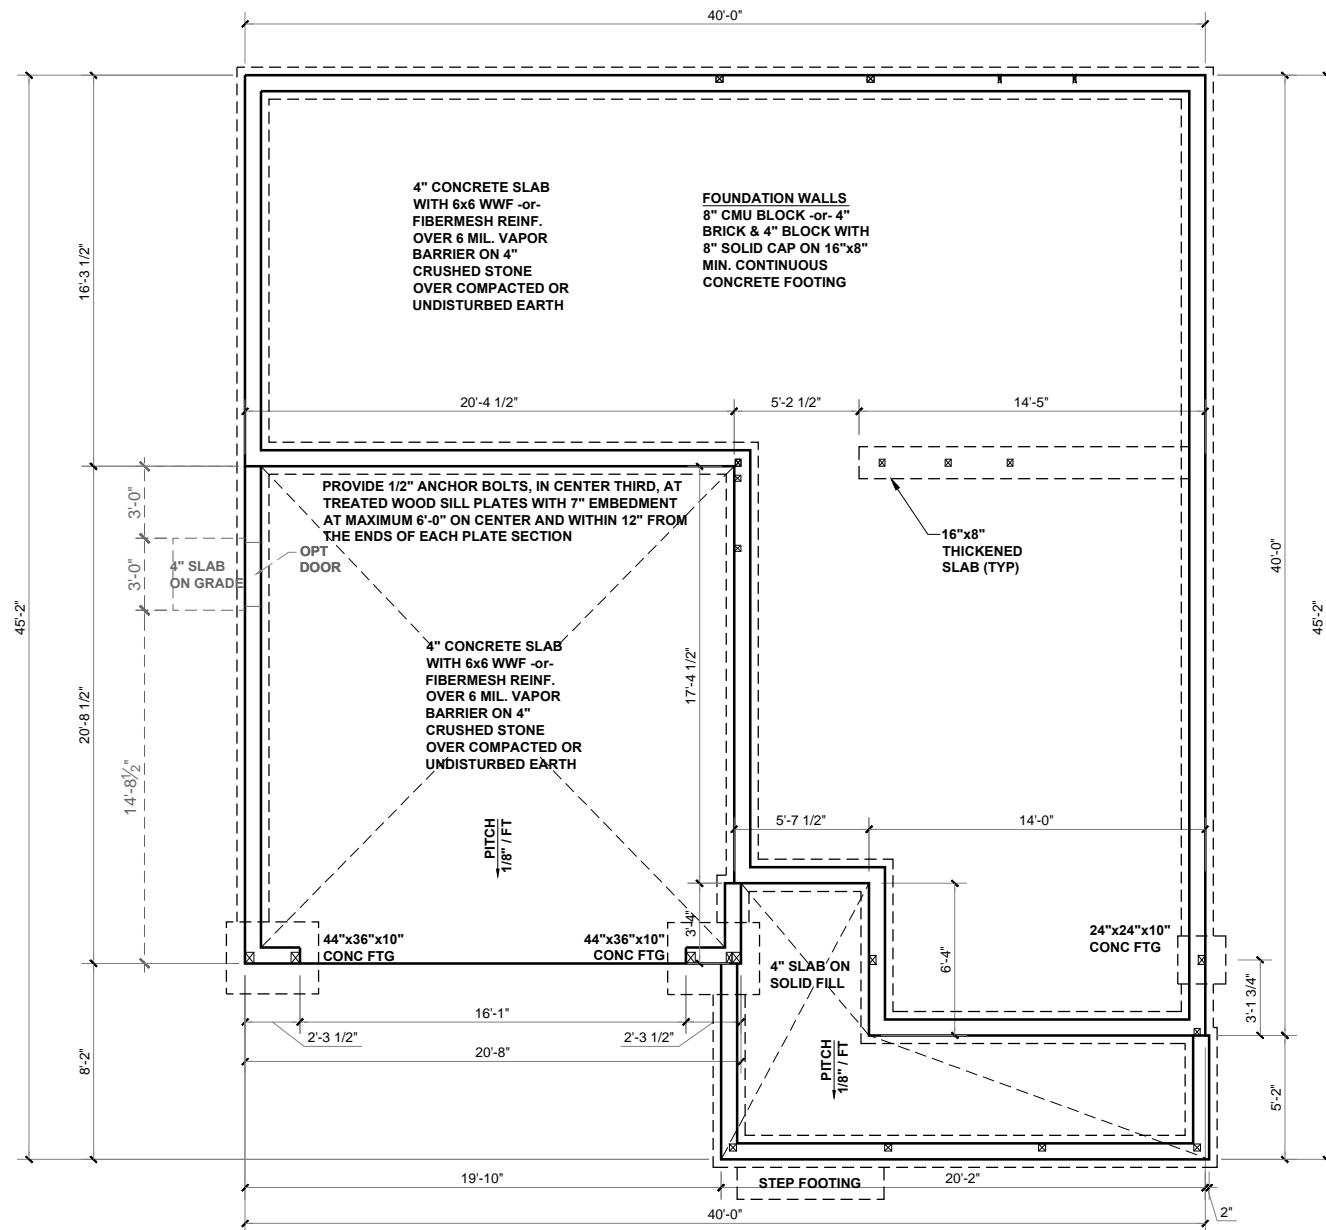 40'-0"
4" CONCRETE SLAB
WITH 6x6 WWF -or-
FIBERMESH REINF.
OVER 6 MIL. VAPOR
BARRIER ON 4"
CRUSHED STONE
OVER COMPACTED OR
UNDISTURBED EARTH
FOUNDATION WALLS
8" CMU BLOCK -or- 4"
BRICK & 4" BLOCK WITH
8" SOLID CAP ON 16"x8"
MIN. CONTINUOUS
CONCRETE FOOTING
16'-3 1/2"
20'-4 1/2"
5'-2 1/2"
14'-5"
PROVIDE 1/2" ANCHOR BOLTS, IN CENTER THIRD, AT
TREATED WOOD SILL PLATES WITH 7" EMBEDMENT
AT MAXIMUM 6'-0" ON CENTER AND WITHIN 12" FROM
THE ENDS OF EACH PLATE SECTION
3'-0"
3'-0"
4" SLAB
ON GRADE
OPT
DOOR
16"x8"
THICKENED
SLAB (TYP)
40'-0"
45'-2"
45'-2"
4" CONCRETE SLAB
WITH 6x6 WWF -or-
FIBERMESH REINF.
OVER 6 MIL. VAPOR
BARRIER ON 4"
CRUSHED STONE
OVER COMPACTED OR
UNDISTURBED EARTH
17'-4 1/2"
20'-8 1/2"
14'-8½"
PITCH
1/8" / FT
5'-7 1/2"
14'-0"
44"x36"x10"
CONC FTG
44"x36"x10"
CONC FTG
3'-4"
4" SLAB ON
SOLID FILL
6'-4"
24"x24"x10"
CONC FTG
3'-1 3/4"
16'-1"
2'-3 1/2"
2'-3 1/2"
20'-8"
PITCH
1/8" / FT
8'-2"
5'-2"
19'-10"
STEP FOOTING
20'-2"
2"
40'-0"